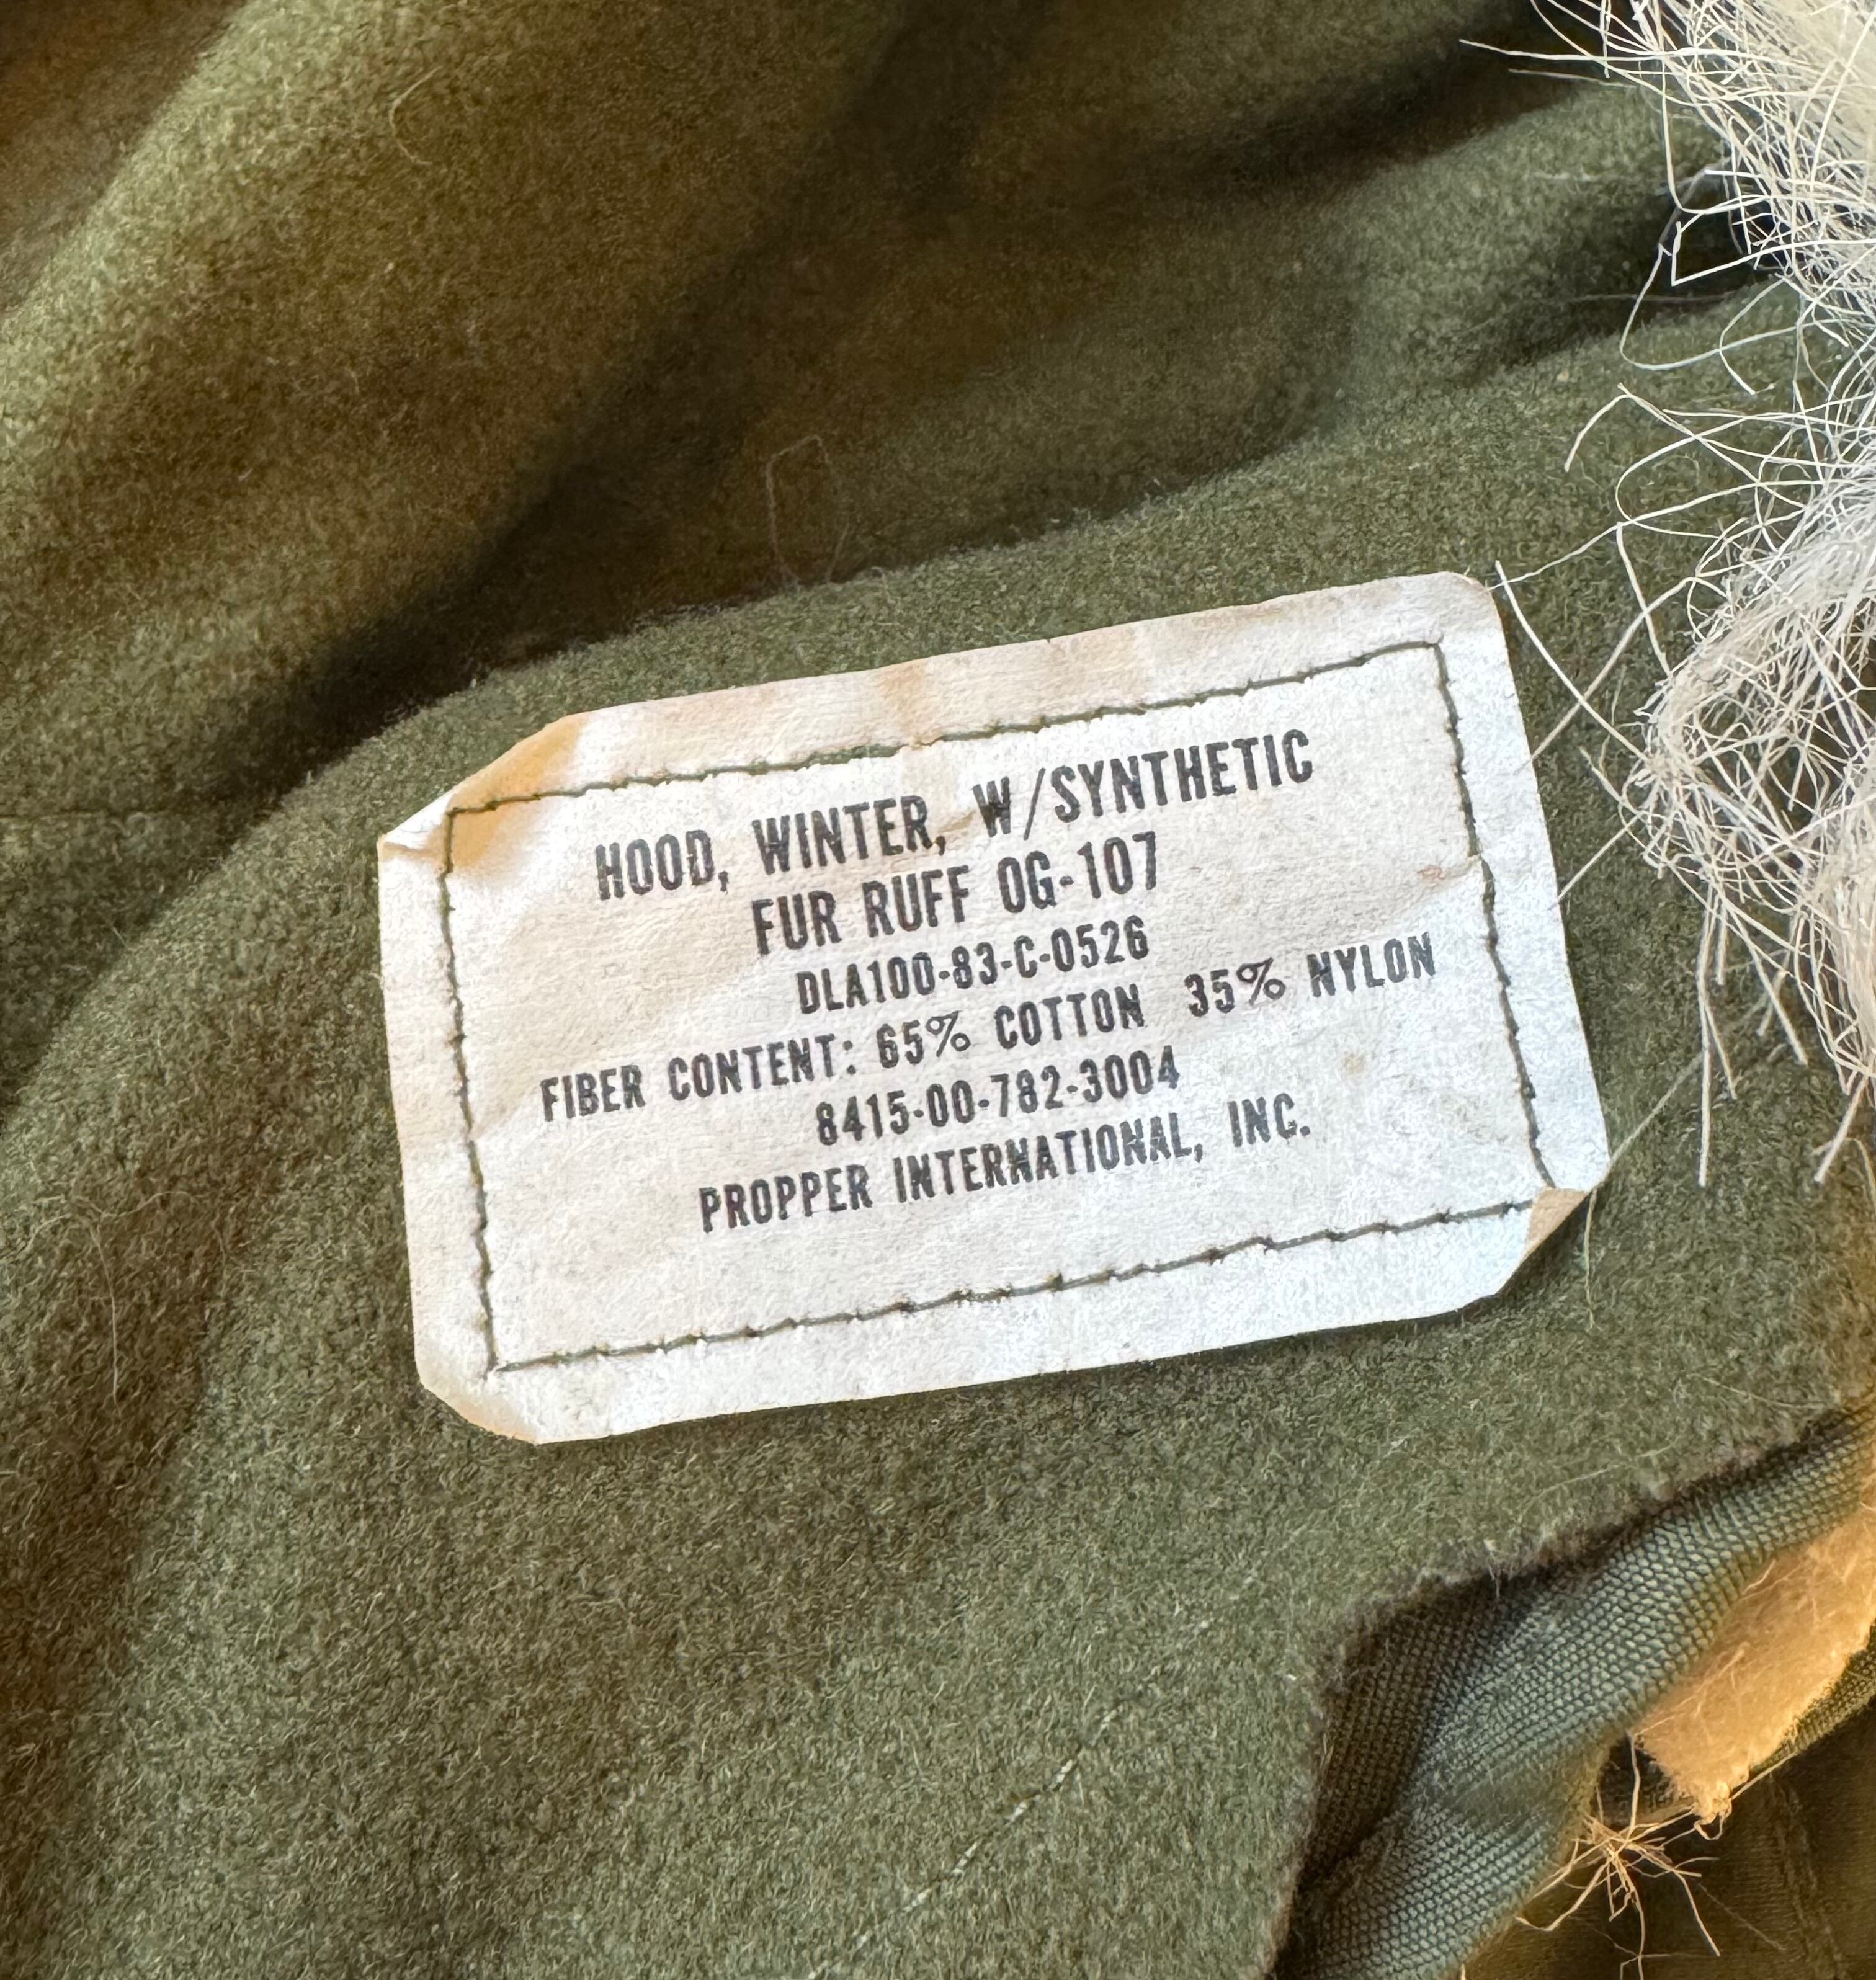 HOOD, WINTER, W/SYNTHETIC
FUR RUFF OG-107
DLA100-83-C-0526
FIBER CONTENT: 65% COTTON 35% NYLON
8415-00-782-3004
PROPPER INTERNATIONAL, INC.